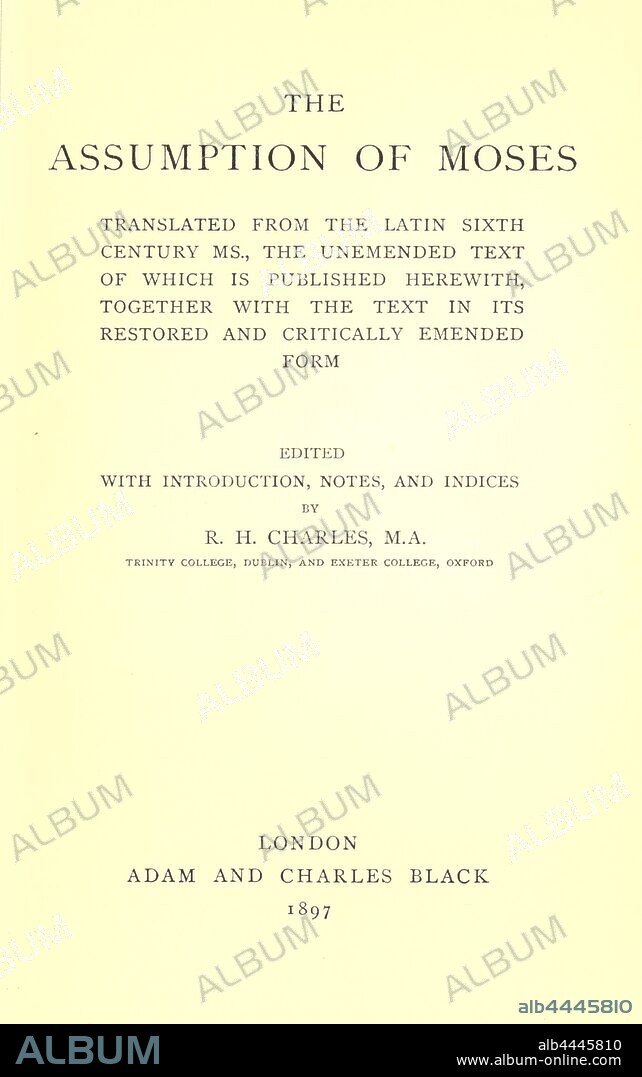 THE
ASSUMPTION OF MOSES
TRANSLATED FROM THE LATIN SIXTH
CENTURY MS., THE UNEMENDED TEXT
OF WHICH IS PUBLISHED HEREWITH,
TOGETHER WITH THE TEXT IN ITS
RESTORED AND CRITICALLY EMENDED
FORM
EDITED
WITH INTRODUCTION, NOTES, AND INDICES
BY
R. H. CHARLES, M.A.
TRINITY COLLEGE, DUBLIN, AND EXETER COLLEGE, OXFORD
LONDON
ADAM AND CHARLES BLACK
1897
alb4445810
ALBUM
alb4445810
www.album-online.com